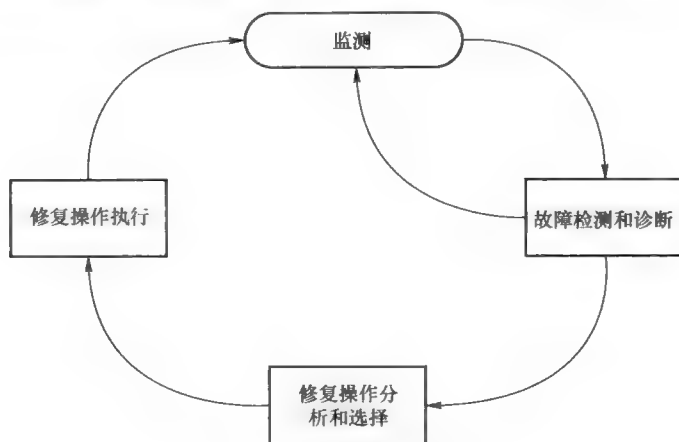 监测
修复操作执行
故障检测和诊断
修复操作分
析和选择